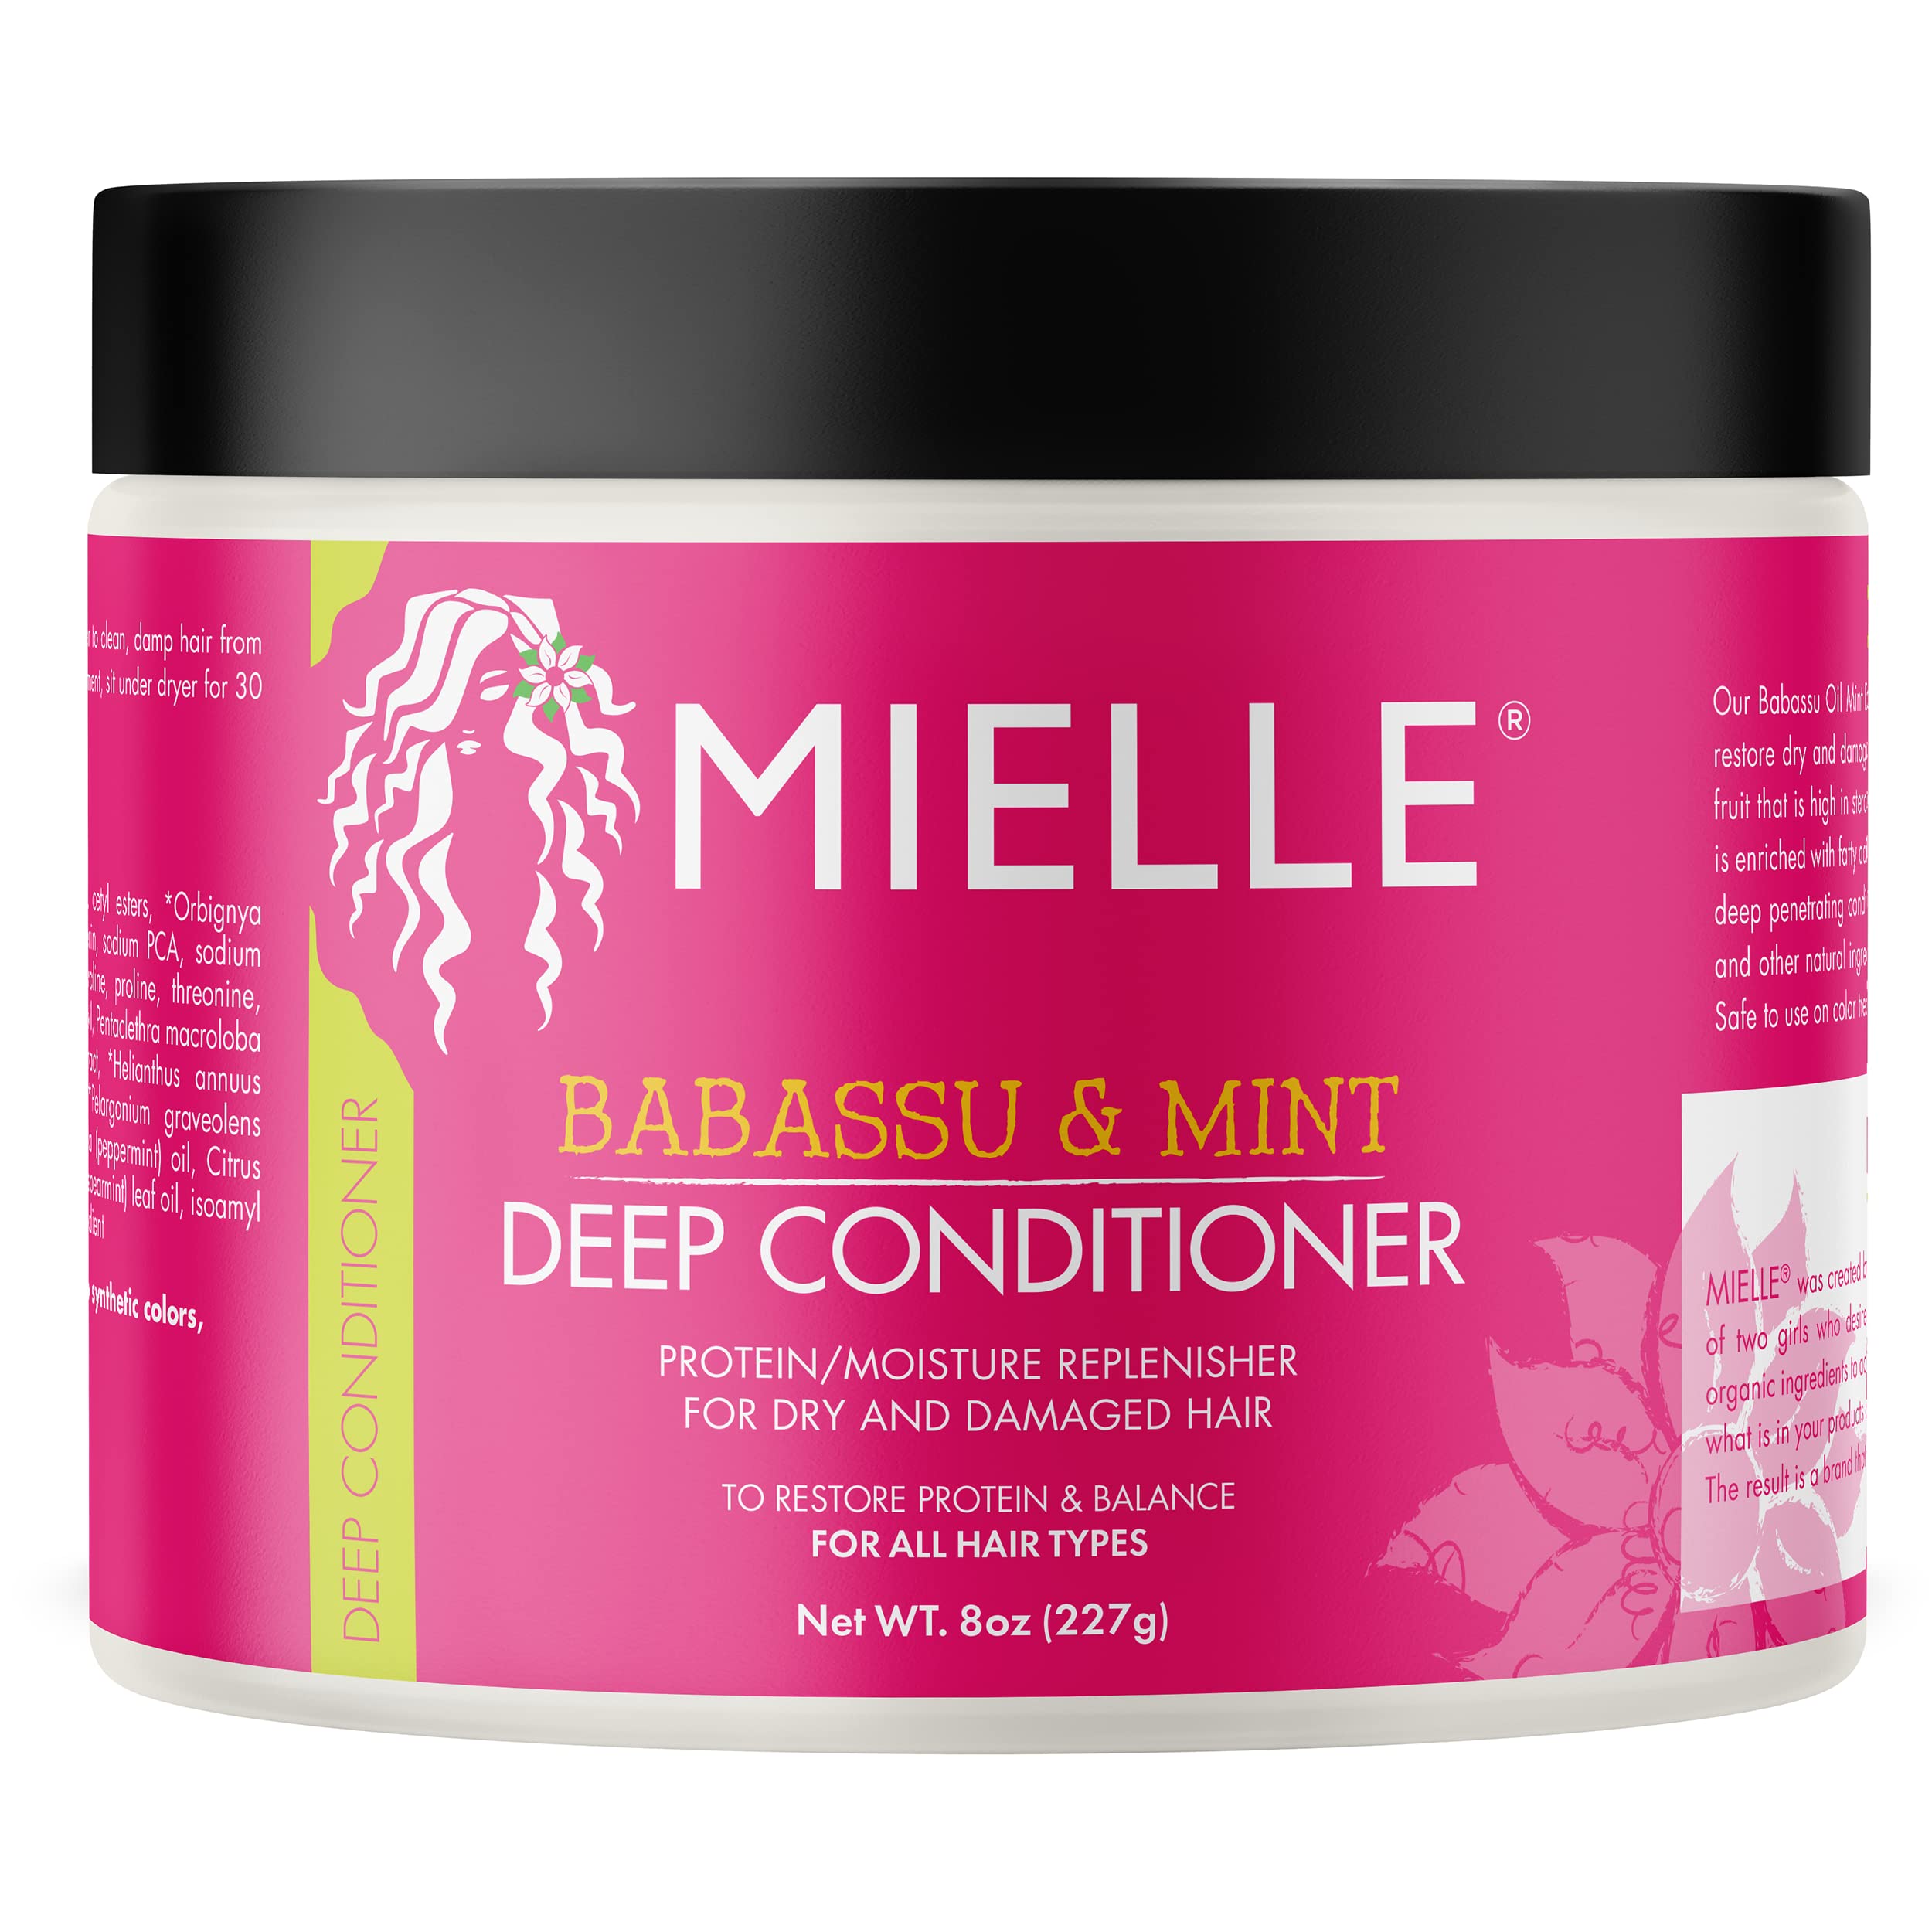 to clean, damp hair from
sit under dryer for 30
cetyl esters, *Orbignya
sodium PCA, sodium
proline, threonine,
Pentaclethra macroloba
*Helianthus annuus
*Pelargonium graveolens
(peppermint) oil, Citrus
leaf oil, isoamyl
synthetic colors,
DEEP CONDITIONER
MIELLE®
BABASSU & MINT
DEEP CONDITIONER
PROTEIN/MOISTURE REPLENISHER
FOR DRY AND DAMAGED HAIR
TO RESTORE PROTEIN & BALANCE
FOR ALL HAIR TYPES
Net WT. 8oz (227g)
Our Babassu Oil Mint
restore dry and
fruit that is high in
is enriched with fatty
deep penetrating
and other natural
Safe to use on color
MIELLE® was created
of two girls who
organic ingredients to
what is in your products
The result is a brand